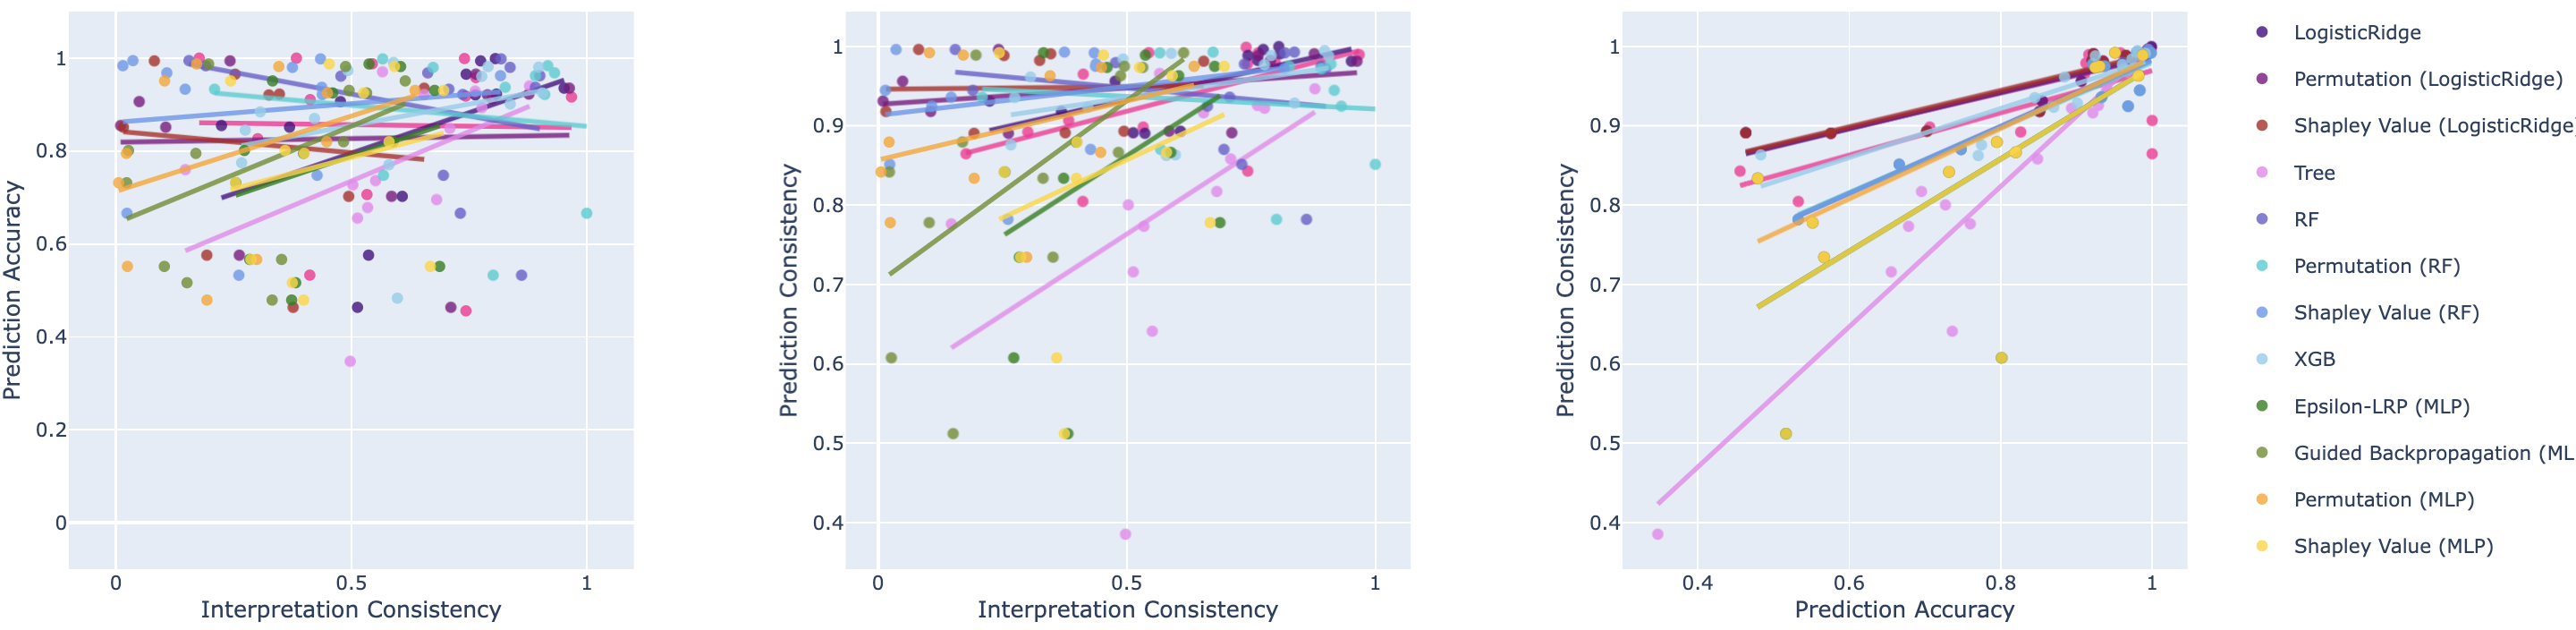 Prediction Accuracy
1
0.8
0.6
0.4
0.2
0
0
0.5
1
Interpretation Consistency
Prediction Consistency
1
0.9
0.8
0.7
0.6
0.5
0.4
0
0.5
1
Interpretation Consistency
Prediction Consistency
1
0.9
0.8
0.7
0.6
0.5
0.4
0.4
0.6
0.8
1
Prediction Accuracy
LogisticRidge
Permutation (LogisticRidge)
Shapley Value (LogisticRidge)
Tree
RF
Permutation (RF)
Shapley Value (RF)
XGB
Epsilon-LRP (MLP)
Guided Backpropagation (ML
Permutation (MLP)
Shapley Value (MLP)